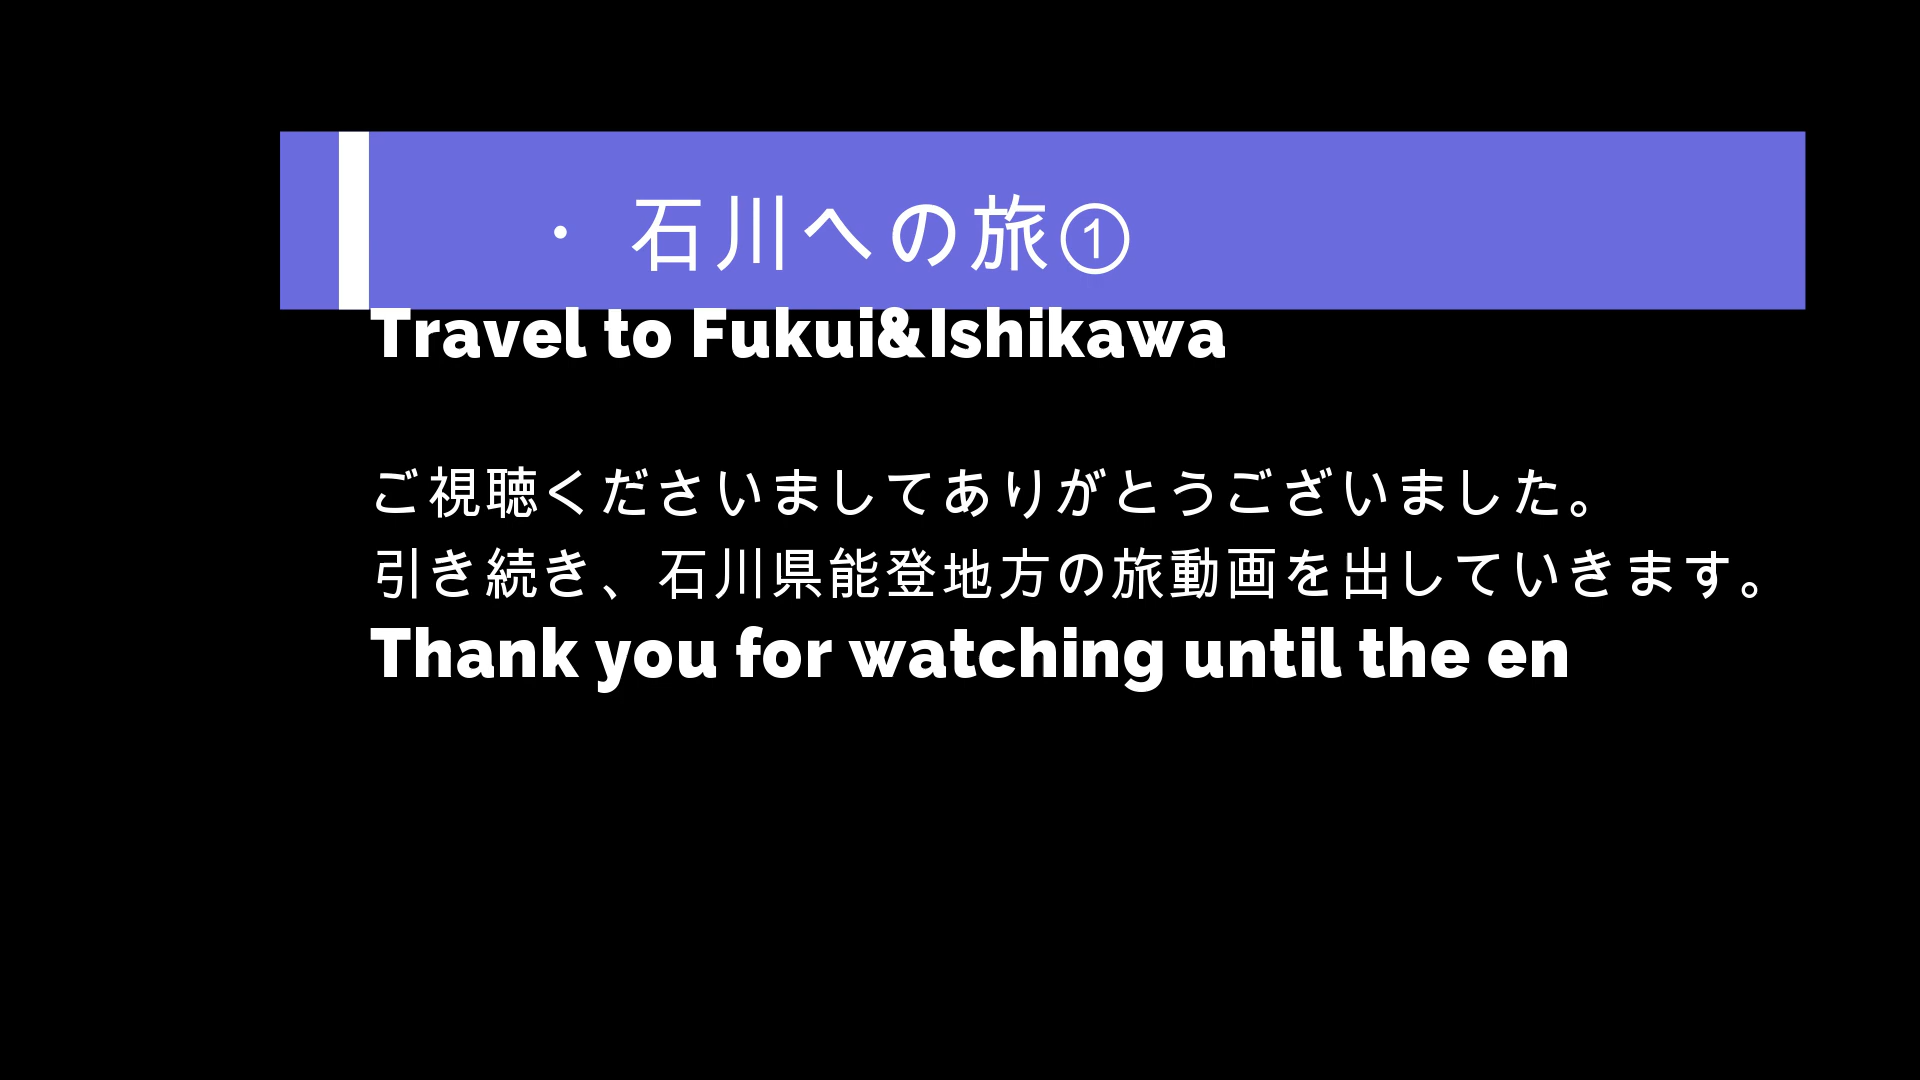 ・石川への旅①
Travel to Fukui&Ishikawa
ご視聴くださいましてありがとうございました。
引き続き、石川県能登地方の旅動画を出していきます。
Thank you for watching until the en